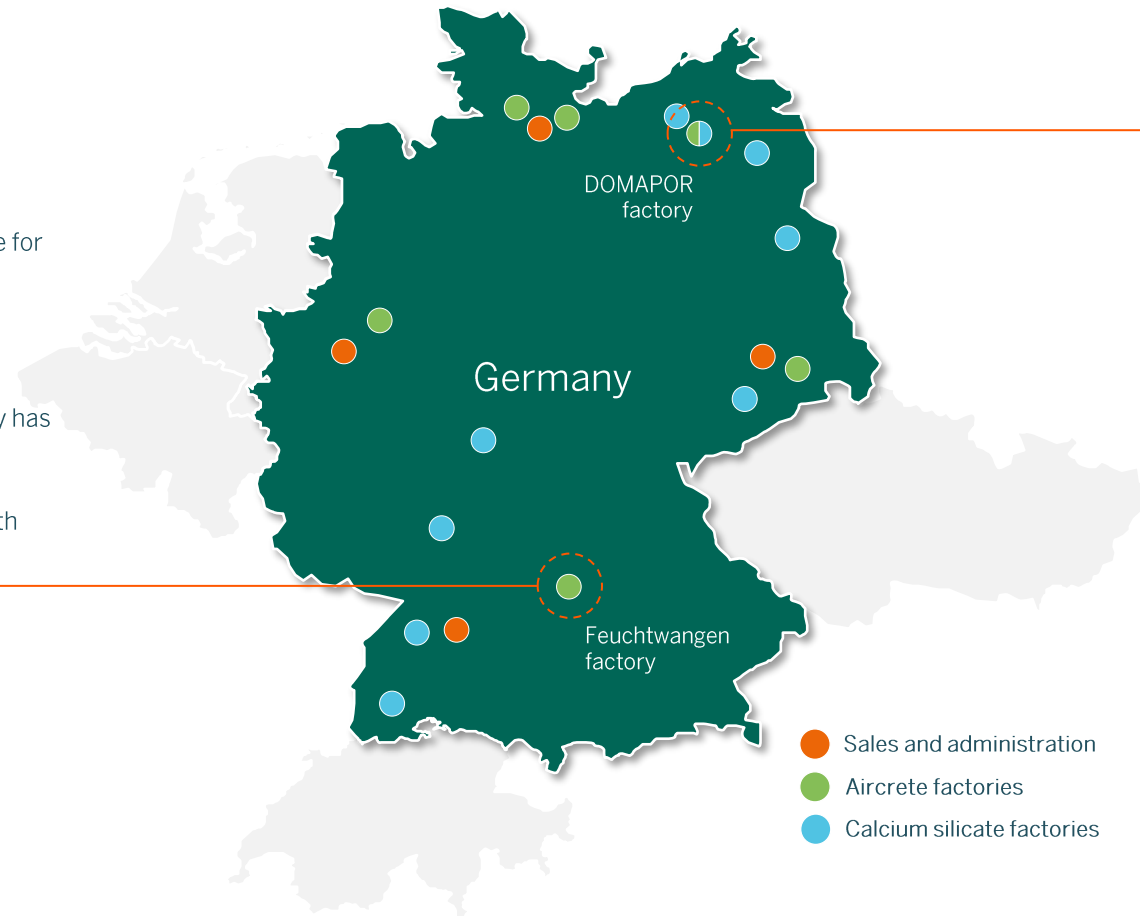 e for
y has
th
DOMAPOR
factory
Germany
Feuchtwangen
factory
Sales and administration
Aircrete factories
Calcium silicate factories